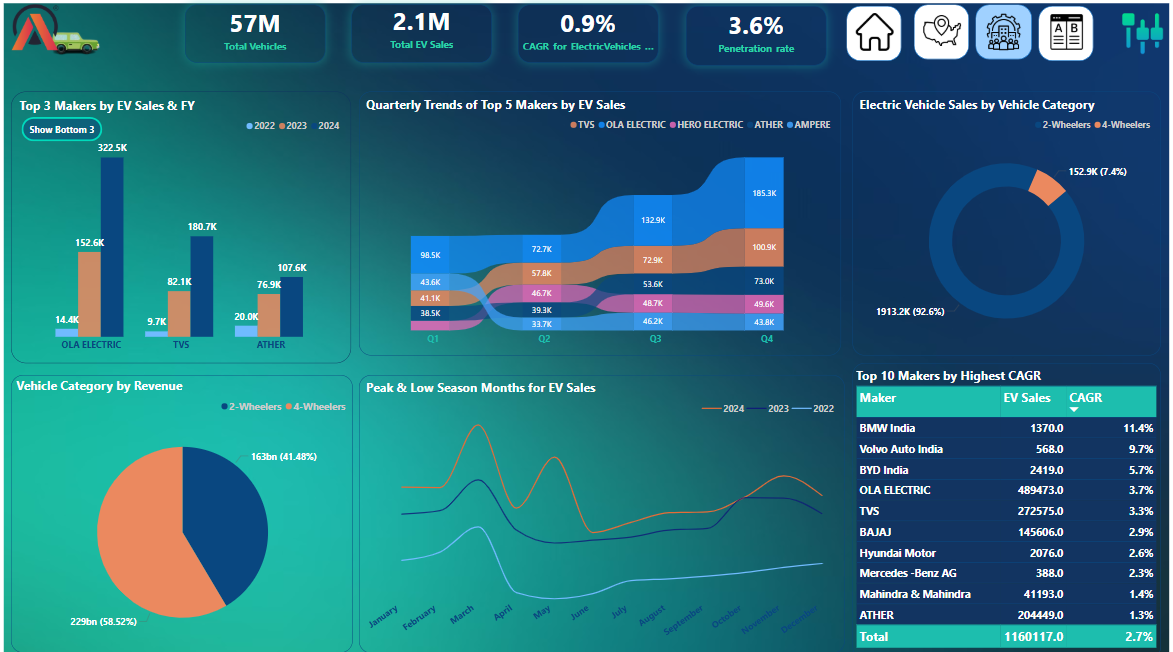 57M
Total Vehicles
2.1M
Total EV Sales
0.9%
CAGR for ElectricVehicles ...
3.6%
Penetration rate
A B
Top 3 Makers by EV Sales & FY
Show Bottom 3
2022 2023 2024
322.5K
152.6K
14.4K
180.7K
82.1K
9.7K
107.6K
76.9K
20.0K
OLA ELECTRIC TVS ATHER
Quarterly Trends of Top 5 Makers by EV Sales
TVS OLA ELECTRIC HERO ELECTRIC ATHER AMPERE
98.5K
43.6K
41.1K
38.5K
72.7K
57.8K
46.7K
39.3K
33.7K
132.9K
72.9K
53.6K
48.7K
46.2K
185.3K
100.9K
73.0K
49.6K
43.8K
Q1 Q2 Q3 Q4
Electric Vehicle Sales by Vehicle Category
2-Wheelers 4-Wheelers
152.9K (7.4%)
1913.2K (92.6%)
Vehicle Category by Revenue
2-Wheelers 4-Wheelers
163bn (41.48%)
229bn (58.52%)
Peak & Low Season Months for EV Sales
2024 2023 2022
January February March April May June July August September October November December
Top 10 Makers by Highest CAGR
Maker EV Sales CAGR
BMW India 1370.0 11.4%
Volvo Auto India 568.0 9.7%
BYD India 2419.0 5.7%
OLA ELECTRIC 489473.0 3.7%
TVS 272575.0 3.3%
BAJAJ 145606.0 2.9%
Hyundai Motor 2076.0 2.6%
Mercedes -Benz AG 388.0 2.3%
Mahindra & Mahindra 41193.0 1.4%
ATHER 204449.0 1.3%
Total 1160117.0 2.7%